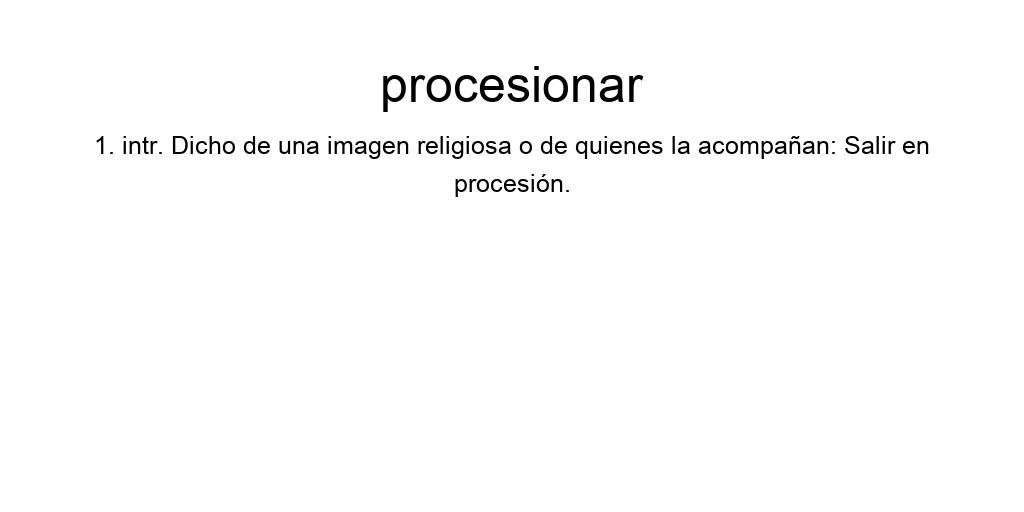 procesionar
1. intr. Dicho de una imagen religiosa o de quienes la acompañan: Salir en
procesión.